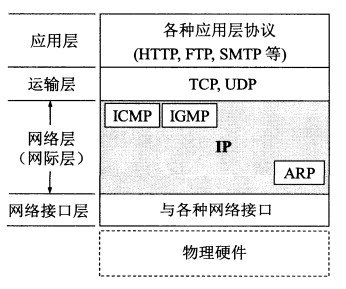 应用层
各种应用层协议
(HTTP, FTP, SMTP 等)
运输层
TCP, UDP
ICMP
IGMP
网络层
(网际层)
IP
ARP
网络接口层
与各种网络接口
物理硬件